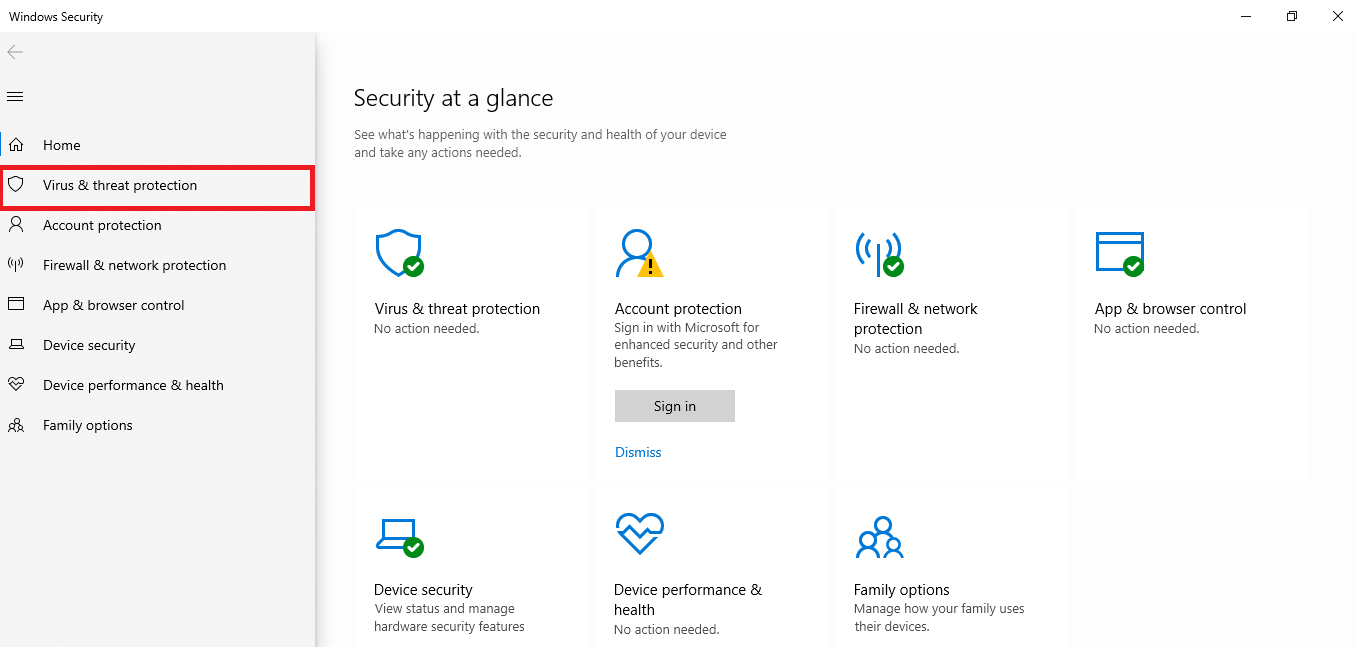 Windows Security
Home
Virus & threat protection
Account protection
Firewall & network protection
App & browser control
Device security
Device performance & health
Family options
Security at a glance
See what's happening with the security and health of your device
and take any actions needed.
Virus & threat protection
No action needed.
Account protection
Sign in with Microsoft for
enhanced security and other
benefits.
Sign in
Dismiss
Firewall & network
protection
No action needed.
App & browser control
No action needed.
Device security
View status and manage
hardware security features
Device performance &
health
No action needed.
Family options
Manage how your family uses
their devices.